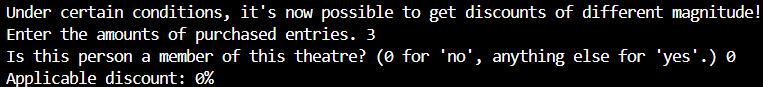 Under certain conditions, it's now possible to get discounts of different magnitude!
Enter the amounts of purchased entries. 3
Is this person a member of this theatre? (0 for 'no', anything else for 'yes'.) 0
Applicable discount: 0%